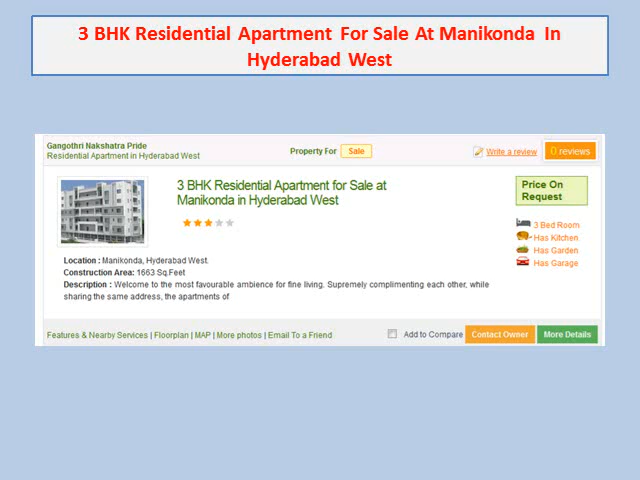 3 BHK Residential Apartment For Sale At Manikonda In
Hyderabad West
Gangothri Nakshatra Pride
Residential Apartment in Hyderabad West
Property For Sale
Write a review
0 reviews
3 BHK Residential Apartment for Sale at
Manikonda in Hyderabad West
Price On
Request
3 Bed Room
Has Kitchen
Has Garden
Has Garage
Location : Manikonda, Hyderabad West.
Construction Area: 1663 Sq.Feet
Description : Welcome to the most favourable ambience for fine living. Supremely complimenting each other, while
sharing the same address, the apartments of
Features & Nearby Services | Floorplan | MAP | More photos | Email To a Friend
Add to Compare
Contact Owner
More Details